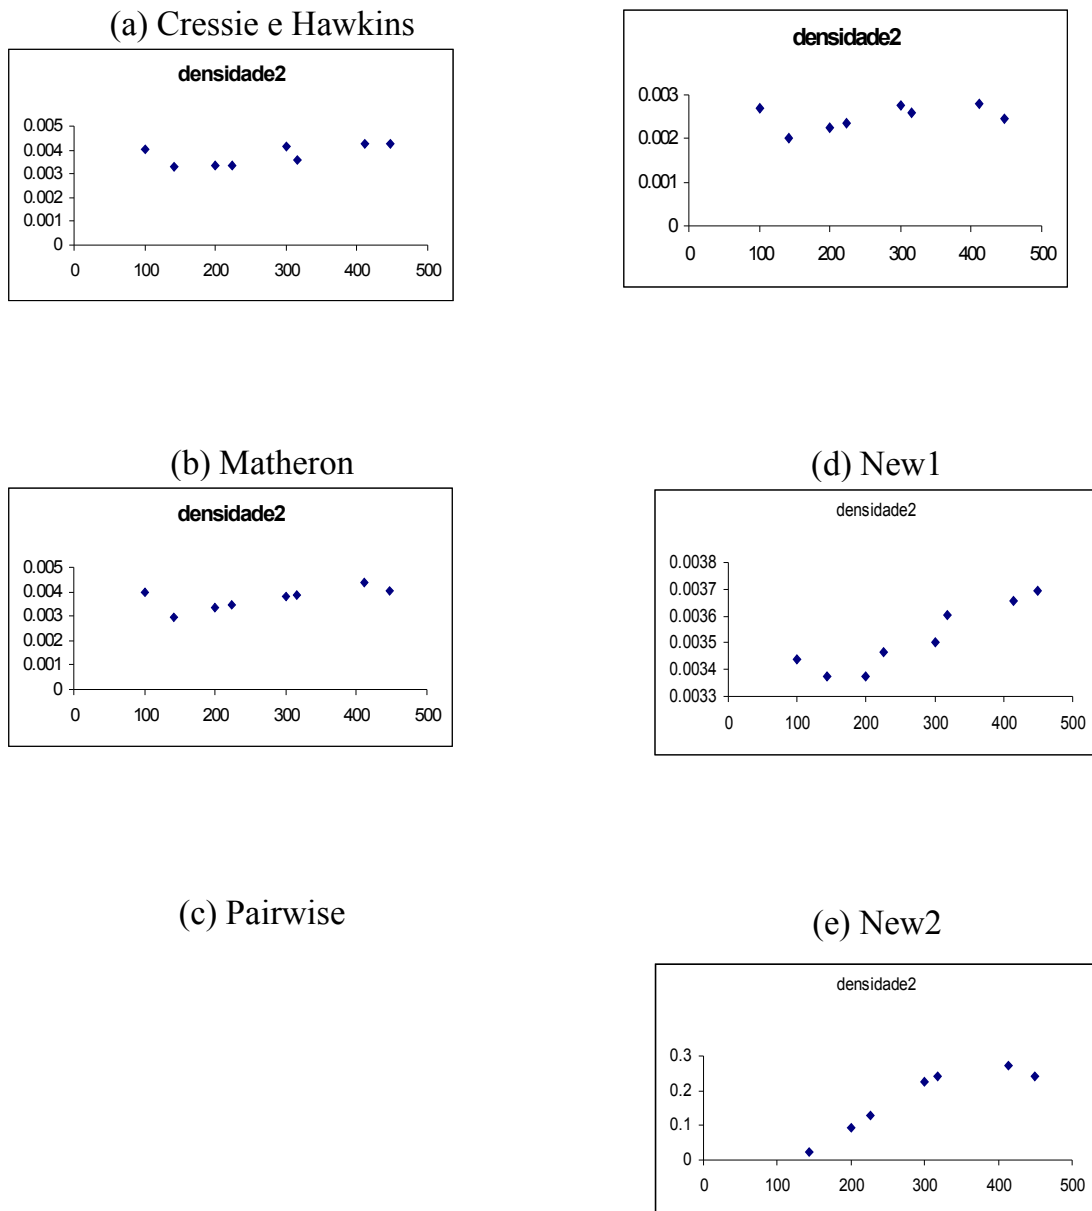 (a) Cressie e Hawkins
densidade2
0.005
0.004
0.003
0.002
0.001
0
0 100 200 300 400 500
densidade2
0.003
0.002
0.001
0
0 100 200 300 400 500
(b) Matheron
densidade2
0.005
0.004
0.003
0.002
0.001
0
0 100 200 300 400 500
(d) New1
densidade2
0.0038
0.0037
0.0036
0.0035
0.0034
0.0033
0 100 200 300 400 500
(c) Pairwise
(e) New2
densidade2
0.3
0.2
0.1
0
0 100 200 300 400 500